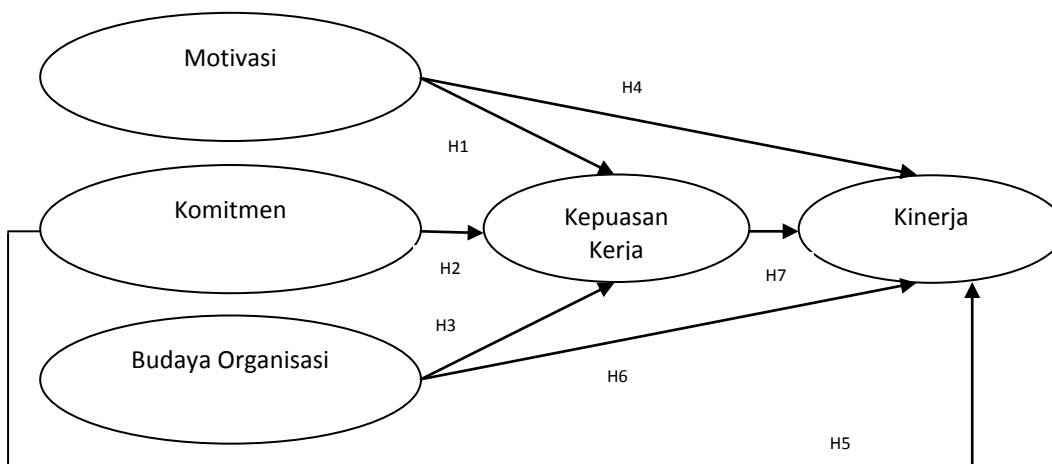 Motivasi
H4
H1
Komitmen
Kepuasan
Kerja
Kinerja
H2
H7
H3
Budaya Organisasi
H6
H5